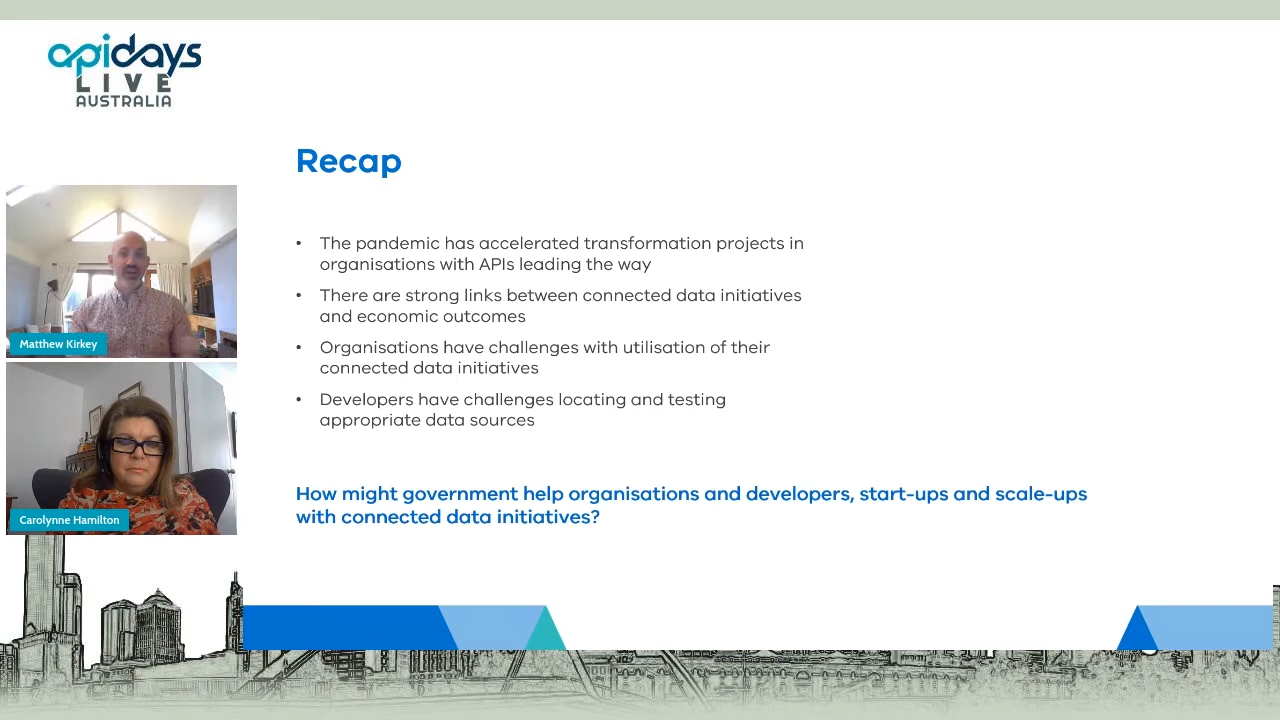 apidays
LIVE
AUSTRALIA
Recap
• The pandemic has accelerated transformation projects in
organisations with APIs leading the way
• There are strong links between connected data initiatives
and economic outcomes
• Organisations have challenges with utilisation of their
connected data initiatives
• Developers have challenges locating and testing
appropriate data sources
How might government help organisations and developers, start-ups and scale-ups
with connected data initiatives?
Matthew Kirkey
Carolynne Hamilton